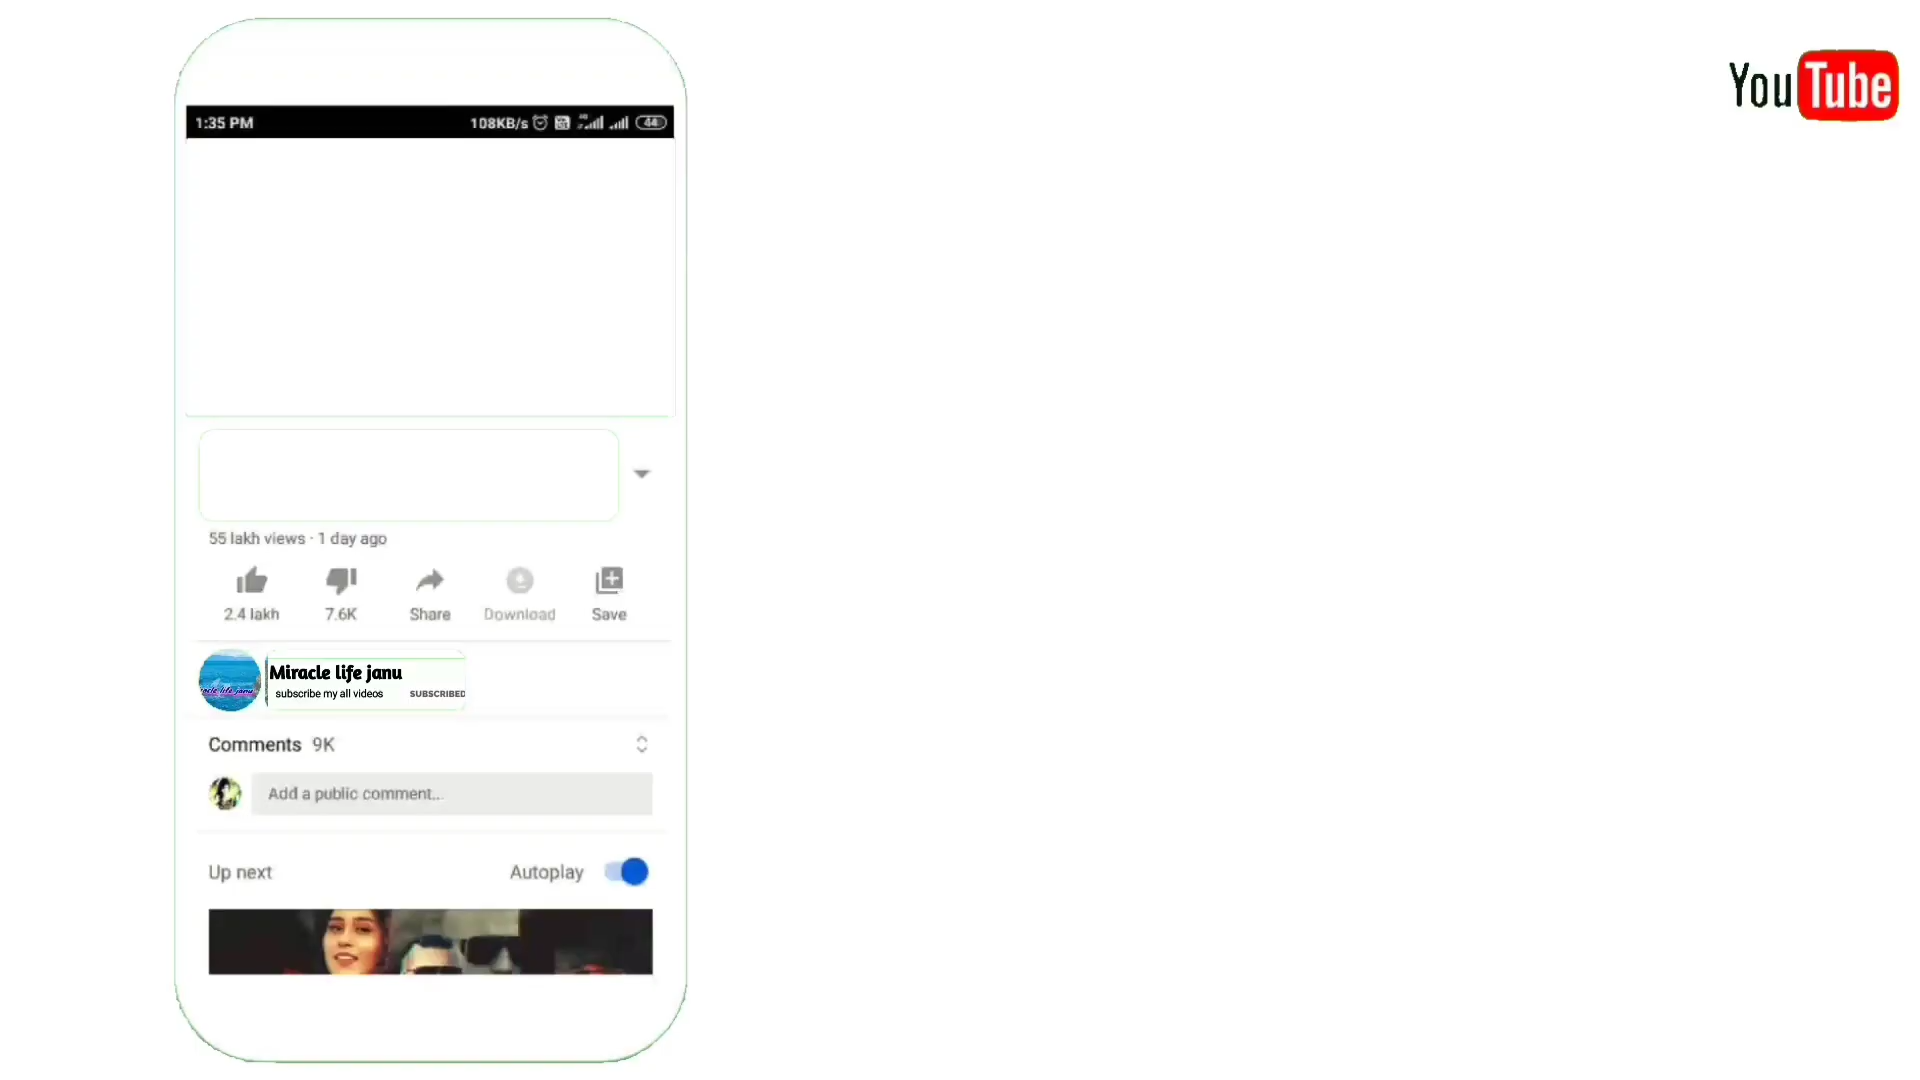 YouTube
1:35 PM 108KB/s 44
55 lakh views · 1 day ago
2.4 lakh 7.6K Share Download Save
Miracle life janu
subscribe my all videos SUBSCRIBED
Comments 9K
Add a public comment...
Up next Autoplay